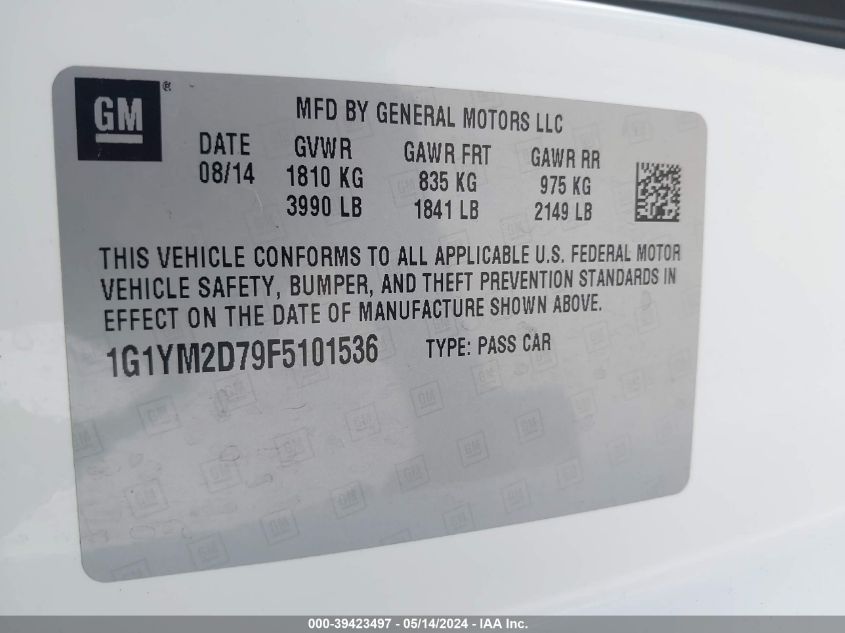 GM ®
MFD BY GENERAL MOTORS LLC
DATE GVWR GAWR FRT GAWR RR
08/14 1810 KG 835 KG 975 KG
3990 LB 1841 LB 2149 LB
THIS VEHICLE CONFORMS TO ALL APPLICABLE U.S. FEDERAL MOTOR
VEHICLE SAFETY, BUMPER, AND THEFT PREVENTION STANDARDS IN
EFFECT ON THE DATE OF MANUFACTURE SHOWN ABOVE.
1G1YM2D79F5101536 TYPE: PASS CAR
000-39423497 - 05/14/2024 - IAA Inc.